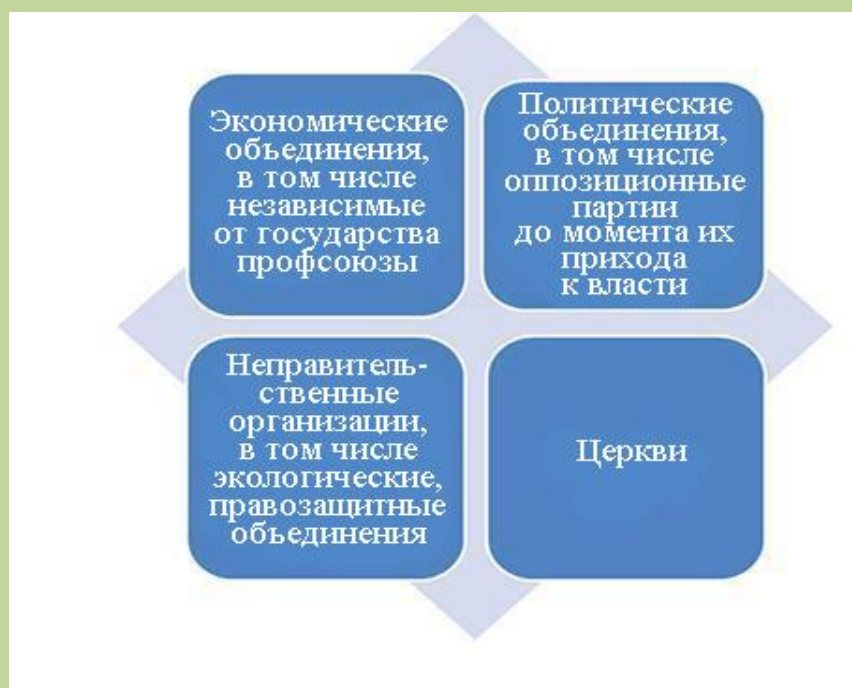 Экономические
объединения,
в том числе
независимые
от государства
профсоюзы
Политические
объединения,
в том числе
оппозиционные
партии
до момента их
прихода
к власти
Неправитель-
ственные
организации,
в том числе
экологические,
правозащитные
объединения
Церкви